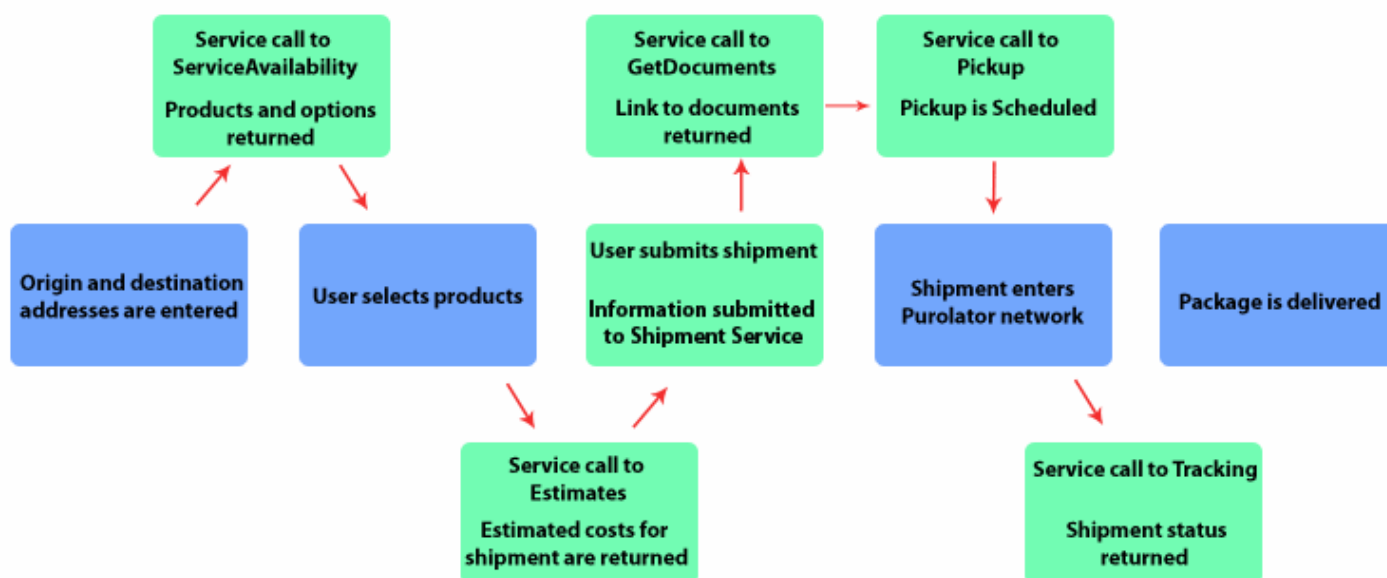 Service call to
ServiceAvailability
Products and options
returned
Service call to
GetDocuments
Link to documents
returned
Service call to
Pickup
Pickup is Scheduled
Origin and destination
addresses are entered
User selects products
User submits shipment
Information submitted
to Shipment Service
Shipment enters
Purolator network
Package is delivered
Service call to
Estimates
Estimated costs for
shipment are returned
Service call to Tracking
Shipment status
returned